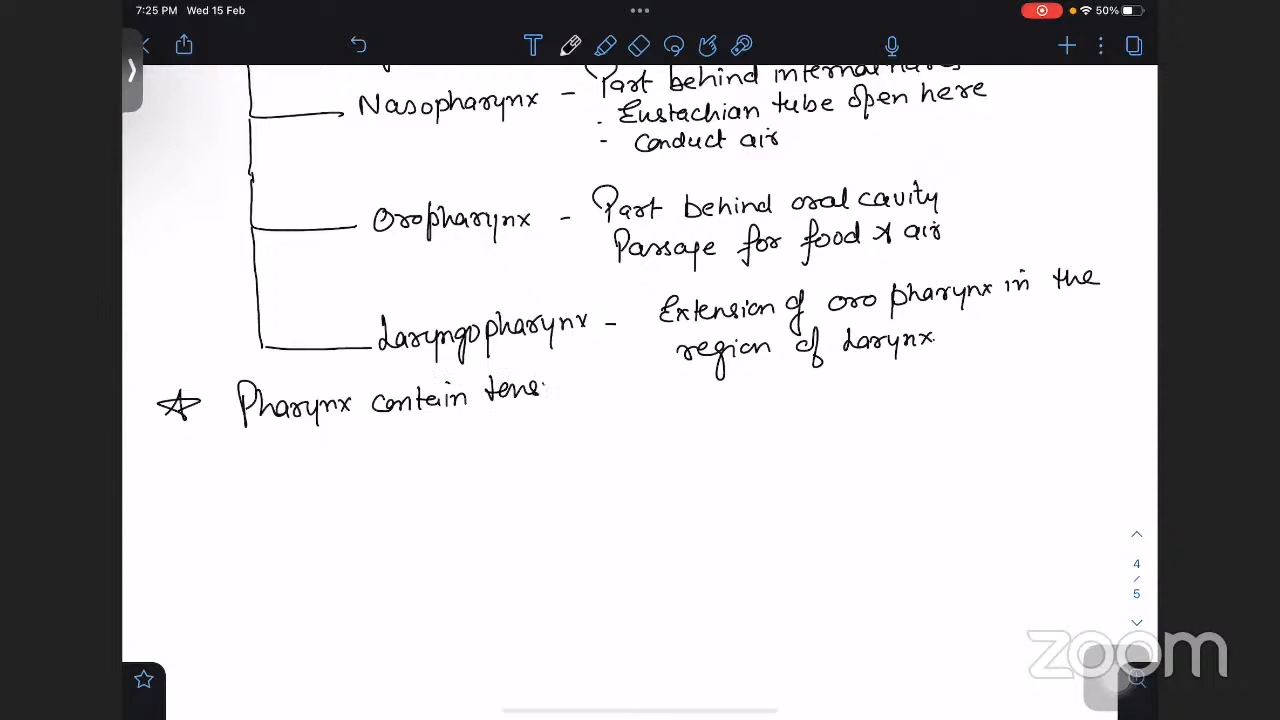 7:25 PM Wed 15 Feb
50%
Part behind internal nares
Nasopharynx -
. Eustachian tube open here
- Conduct air
Oropharynx - Part behind oral cavity
Passage for food & air
Laryngopharynx - Extension of oro pharynx in the
region of Larynx.
Pharynx contain tons
4
/
5
zoom